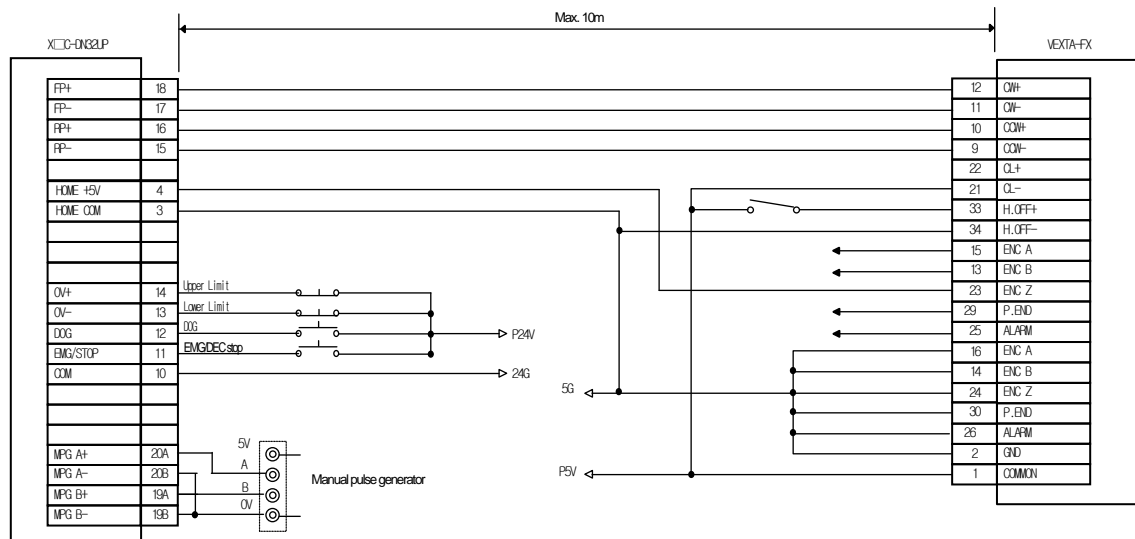 Max. 10m
X□C-DN32UP
VEXTA-FX
FP+ 18
FP- 17
RP+ 16
RP- 15
HOME +5V 4
HOME COM 3
OV+ 14 Upper Limit
OV- 13 Lower Limit
DOG 12 DOG
EMG/STOP 11 EMG/DEC stop
COM 10
P24V
24G
MPG A+ 20A
MPG A- 20B
MPG B+ 19A
MPG B- 19B
5V
A
B
0V
Manual pulse generator
5G
P5V
12 CW+
11 CW-
10 CCW+
9 CCW-
22 CL+
21 CL-
33 H.OFF+
34 H.OFF-
15 ENC A
13 ENC B
23 ENC Z
29 P.END
25 ALARM
16 ENC A
14 ENC B
24 ENC Z
30 P.END
26 ALARM
2 GND
1 COMMON